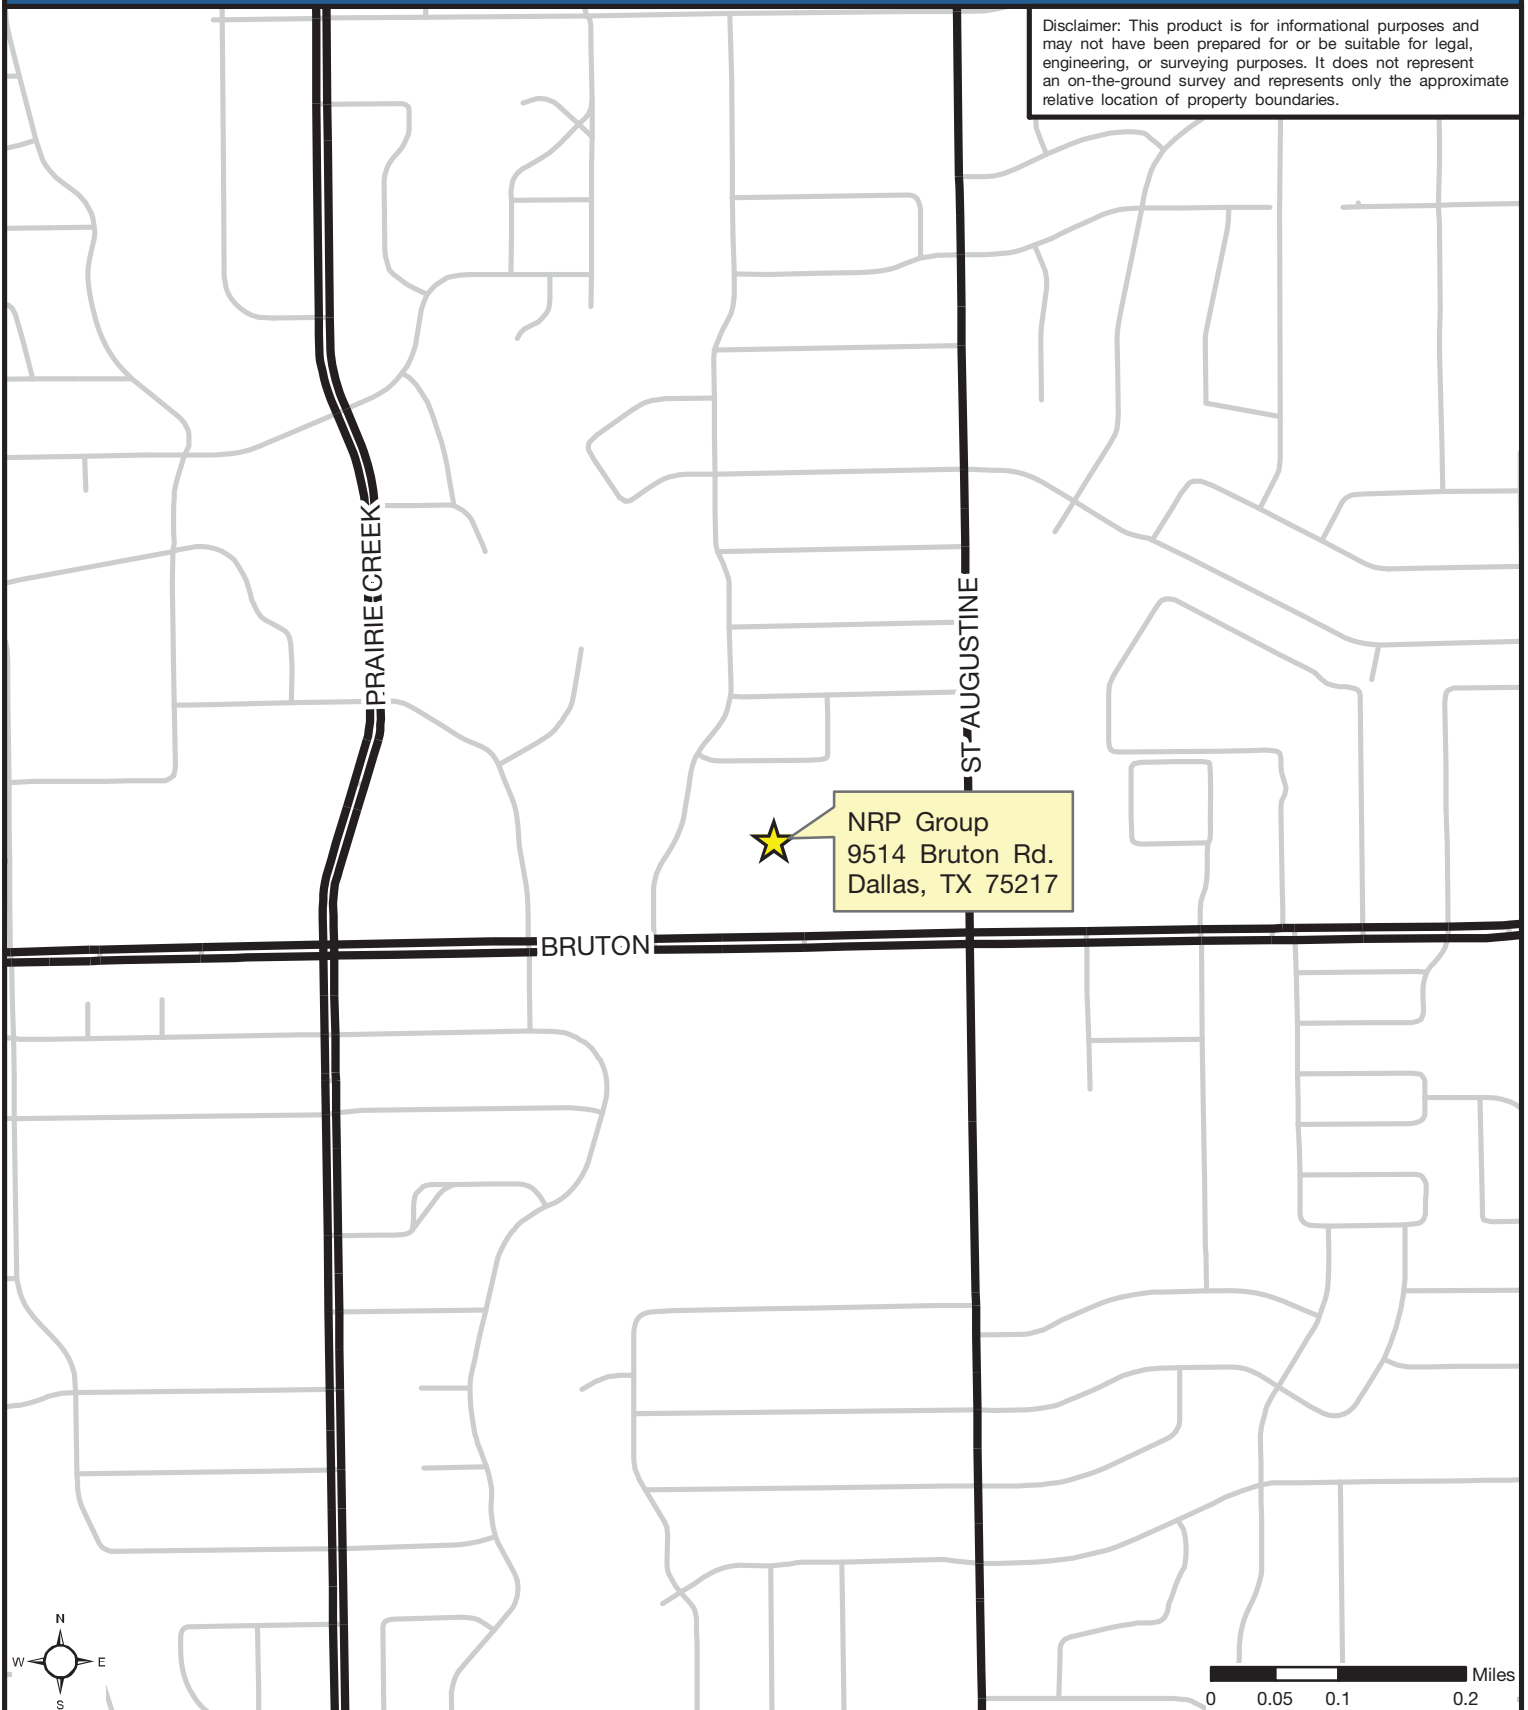 Disclaimer: This product is for informational purposes and
may not have been prepared for or be suitable for legal,
engineering, or surveying purposes. It does not represent
an on-the-ground survey and represents only the approximate
relative location of property boundaries.
PRAIRIE CREEK
ST AUGUSTINE
NRP Group
9514 Bruton Rd.
Dallas, TX 75217
BRUTON
N
W E
S
Miles
0 0.05 0.1 0.2